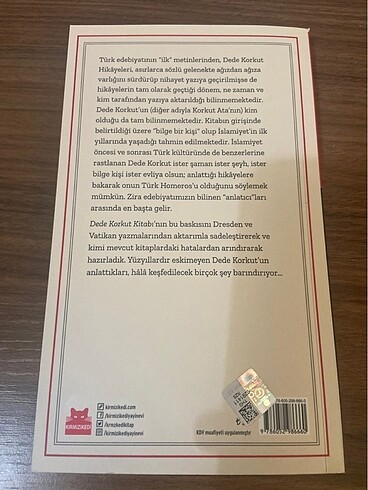 Türk edebiyatının "ilk" metinlerinden, Dede Korkut
Hikâyeleri, asırlarca sözlü gelenekte ağızdan ağıza
varlığını sürdürüp nihayet yazıya geçirilmişse de
hikâyelerin tam olarak geçtiği dönem, ne zaman ve
kim tarafından yazıya aktarıldığı bilinmemektedir.
Dede Korkut'un (diğer adıyla Korkut Ata'nın) kim
olduğu da tam bilinmemektedir. Kitabın girişinde
belirtildiği üzere "bilge bir kişi" olup İslamiyet'in ilk
yıllarında yaşadığı tahmin edilmektedir. İslamiyet
öncesi ve sonrası Türk kültüründe de benzerlerine
rastlanan Dede Korkut ister şaman ister şeyh, ister
bilge kişi ister evliya olsun; anlattığı hikâyelere
bakarak onun Türk Homeros'u olduğunu söylemek
mümkün. Zira edebiyatımızın bilinen "anlatıcı"ları
arasında en başta gelir.
Dede Korkut Kitabı'nın bu baskısını Dresden ve
Vatikan yazmalarından aktarımla sadeleştirerek ve
kimi mevcut kitaplardaki hatalardan arındırarak
hazırladık. Yüzyıllardır eskimeyen Dede Korkut'un
anlattıkları, hâlâ keşfedilecek birçok şey barındırıyor...
KIRMIZIKEDİ
kirmizikedi.com
/kirmizikediyayinevi
/krmzkedikitap
/kirmizikediyayinevi
KDV muafiyeti uygulanmıştır
9 786052 986660